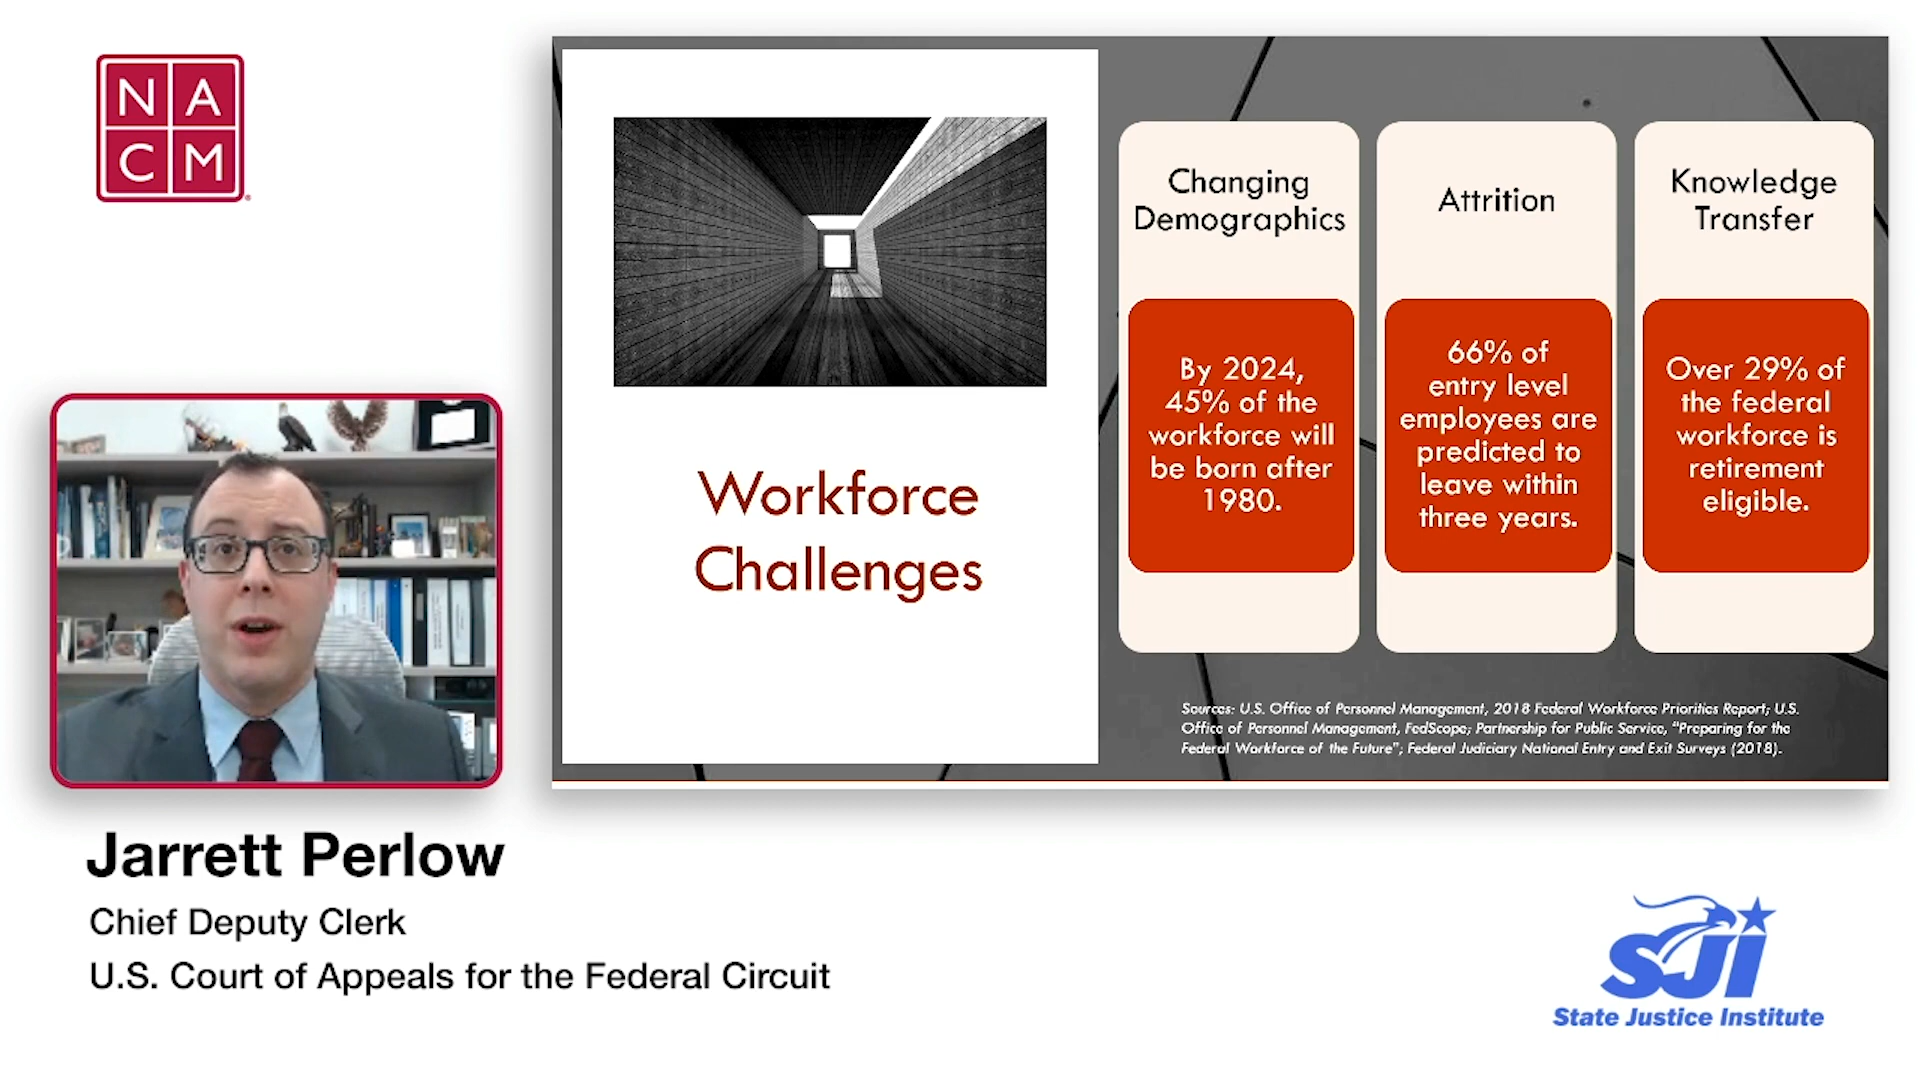 NACM
Workforce
Challenges
Changing
Demographics
By 2024,
45% of the
workforce will
be born after
1980.
Attrition
66% of
entry level
employees are
predicted to
leave within
three years.
Knowledge
Transfer
Over 29% of
the federal
workforce is
retirement
eligible.
Sources: U.S. Office of Personnel Management, 2018 Federal Workforce Priorities Report; U.S.
Office of Personnel Management, FedScope; Partnership for Public Service, “Preparing for the
Federal Workforce of the Future”; Federal Judiciary National Entry and Exit Surveys (2018).
Jarrett Perlow
Chief Deputy Clerk
U.S. Court of Appeals for the Federal Circuit
SJI
State Justice Institute